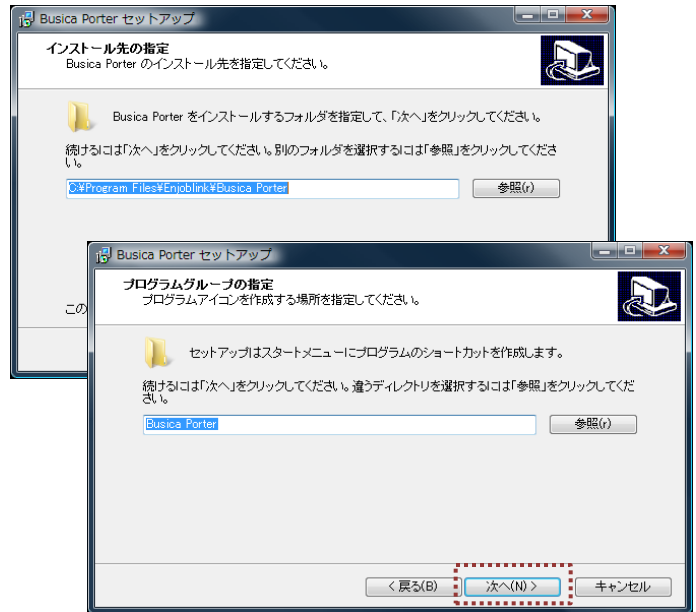 Busica Porter セットアップ
インストール先の指定
Busica Porter のインストール先を指定してください。
Busica Porter をインストールするフォルダを指定して、「次へ」をクリックしてください。
続けるには「次へ」をクリックしてください。別のフォルダを選択するには「参照」をクリックしてくださ
い。
C:¥Program Files¥Enjoblink¥Busica Porter
参照(r)
この
Busica Porter セットアップ
プログラムグループの指定
プログラムアイコンを作成する場所を指定してください。
セットアップはスタートメニューにプログラムのショートカットを作成します。
続けるには「次へ」をクリックしてください。違うディレクトリを選択するには「参照」をクリックしてくだ
さい。
Busica Porter
参照(r)
< 戻る(B)
次へ(N) >
キャンセル